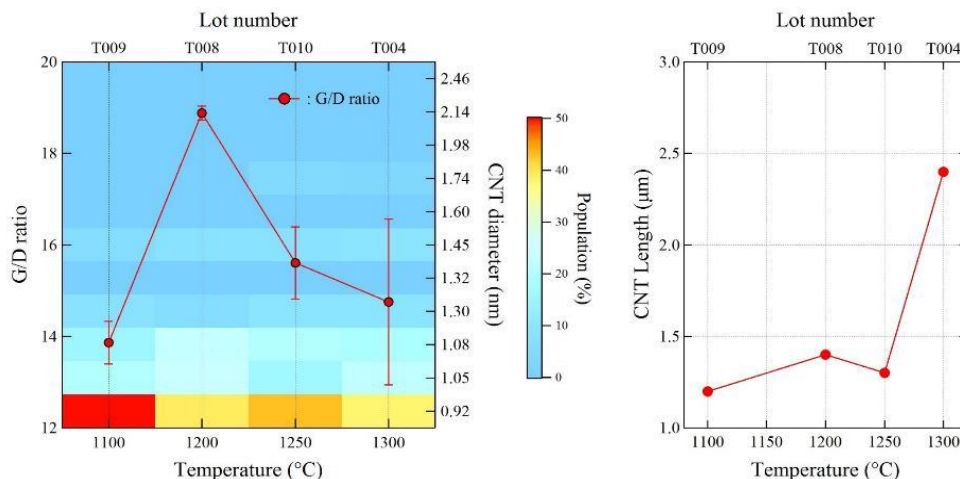 Lot number
T009 T008 T010 T004
20
18
16
14
12
G/D ratio
: G/D ratio
2.46
2.14
1.98
1.74
1.60
1.45
1.32
1.30
1.08
1.05
0.92
CNT diameter (nm)
50
40
30
20
10
0
Population (%)
1100 1200 1250 1300
Temperature (°C)
Lot number
T009 T008 T010 T004
3.0
2.5
2.0
1.5
1.0
CNT Length (μm)
1100 1150 1200 1250 1300
Temperature (°C)